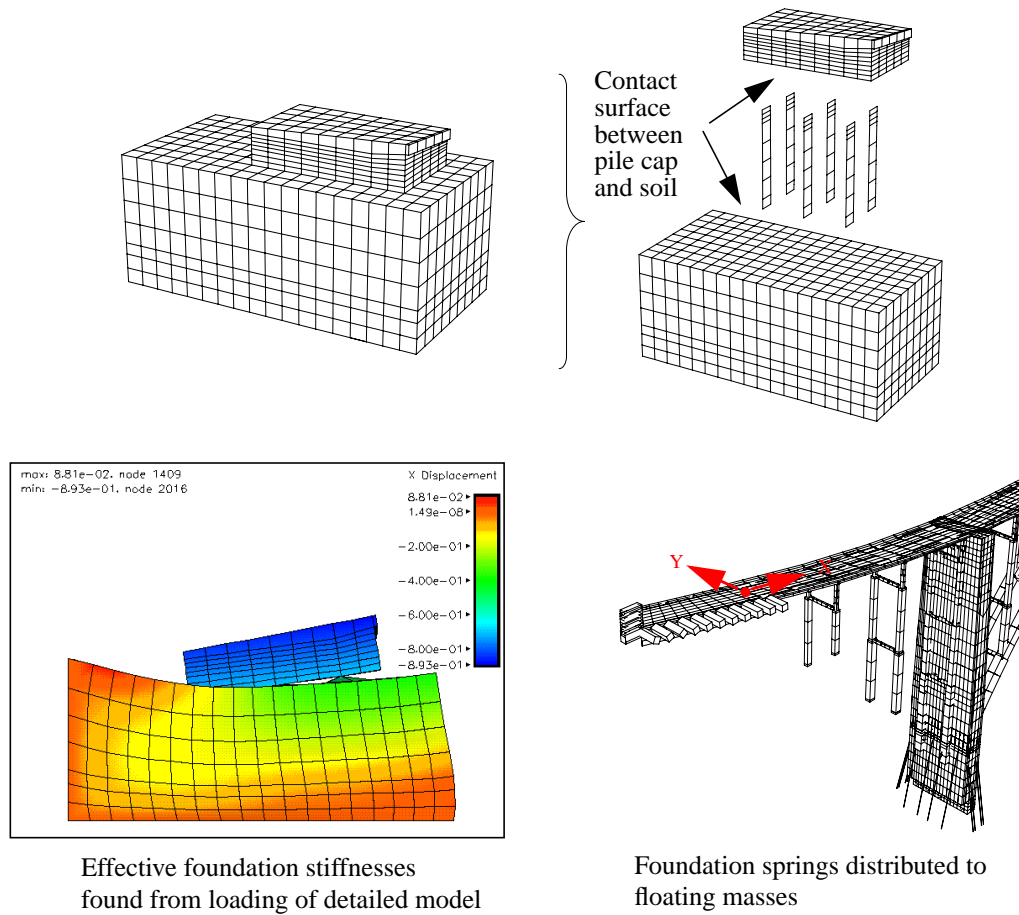 Contact
surface
between
pile cap
and soil
max: 8.81e-02, node 1409
min: -8.93e-01, node 2016
X Displacement
8.81e-02
1.49e-08
-2.00e-01
-4.00e-01
-6.00e-01
-8.00e-01
-8.93e-01
Y
X
Effective foundation stiffnesses
found from loading of detailed model
Foundation springs distributed to
floating masses